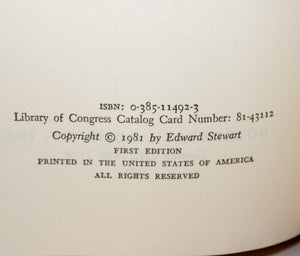 ISBN: 0-385-11492-3
Library of Congress Catalog Card Number: 81-43112
Copyright © 1981 by Edward Stewart
FIRST EDITION
PRINTED IN THE UNITED STATES OF AMERICA
ALL RIGHTS RESERVED